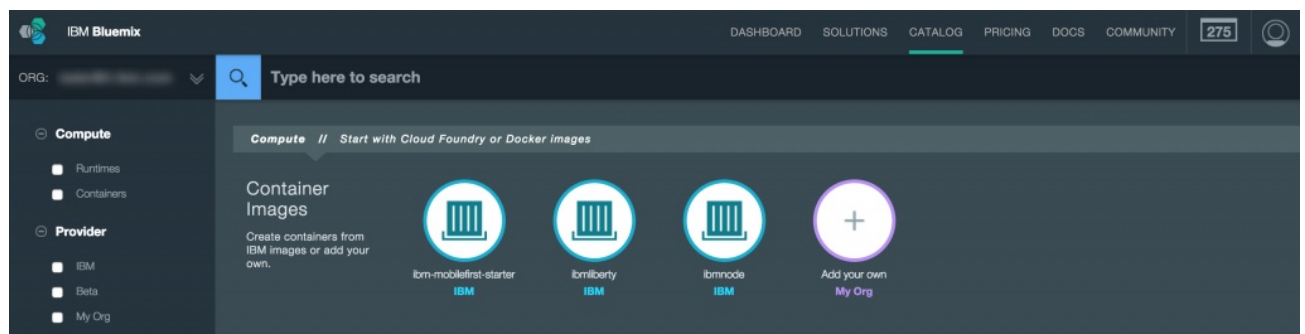 IBM Bluemix
DASHBOARD SOLUTIONS CATALOG PRICING DOCS COMMUNITY 275
ORG:
Type here to search
Compute
Runtimes
Containers
Provider
IBM
Beta
My Org
Compute // Start with Cloud Foundry or Docker images
Container
Images
Create containers from
IBM images or add your
own.
ibm-mobilefirst-starter
IBM
ibmliberty
IBM
ibmnode
IBM
Add your own
My Org